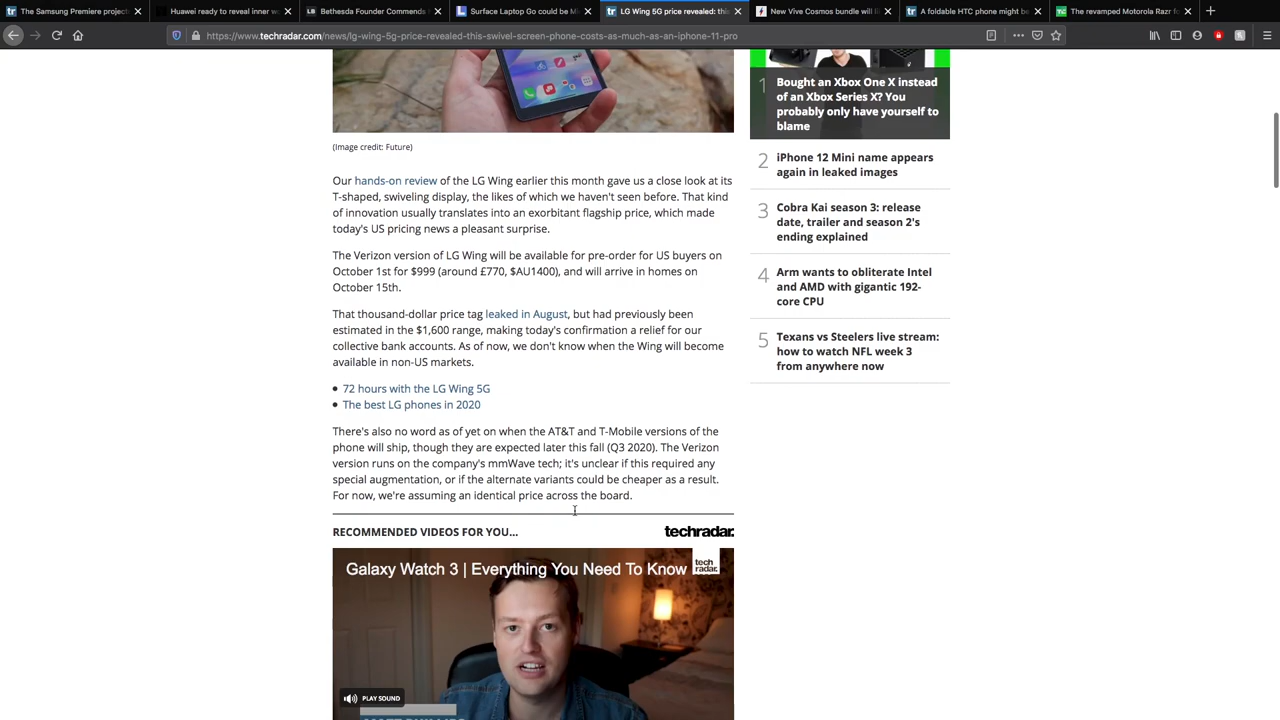 The Samsung Premiere project
Huawei ready to reveal inner wo
Bethesda Founder Commends
Surface Laptop Go could be Mi
LG Wing 5G price revealed: this
New Vive Cosmos bundle will
A foldable HTC phone might be
The revamped Motorola Razr fo
https://www.techradar.com/news/lg-wing-5g-price-revealed-this-swivel-screen-phone-costs-as-much-as-an-iphone-11-pro
(Image credit: Future)
Our hands-on review of the LG Wing earlier this month gave us a close look at its
T-shaped, swiveling display, the likes of which we haven't seen before. That kind
of innovation usually translates into an exorbitant flagship price, which made
today's US pricing news a pleasant surprise.
The Verizon version of LG Wing will be available for pre-order for US buyers on
October 1st for $999 (around £770, $AU1400), and will arrive in homes on
October 15th.
That thousand-dollar price tag leaked in August, but had previously been
estimated in the $1,600 range, making today's confirmation a relief for our
collective bank accounts. As of now, we don't know when the Wing will become
available in non-US markets.
72 hours with the LG Wing 5G
The best LG phones in 2020
There's also no word as of yet on when the AT&T and T-Mobile versions of the
phone will ship, though they are expected later this fall (Q3 2020). The Verizon
version runs on the company's mmWave tech; it's unclear if this required any
special augmentation, or if the alternate variants could be cheaper as a result.
For now, we're assuming an identical price across the board.
RECOMMENDED VIDEOS FOR YOU...
techradar.
Galaxy Watch 3 | Everything You Need To Know
tech
radar.
PLAY SOUND
1
Bought an Xbox One X instead
of an Xbox Series X? You
probably only have yourself to
blame
2
iPhone 12 Mini name appears
again in leaked images
3
Cobra Kai season 3: release
date, trailer and season 2's
ending explained
4
Arm wants to obliterate Intel
and AMD with gigantic 192-
core CPU
5
Texans vs Steelers live stream:
how to watch NFL week 3
from anywhere now